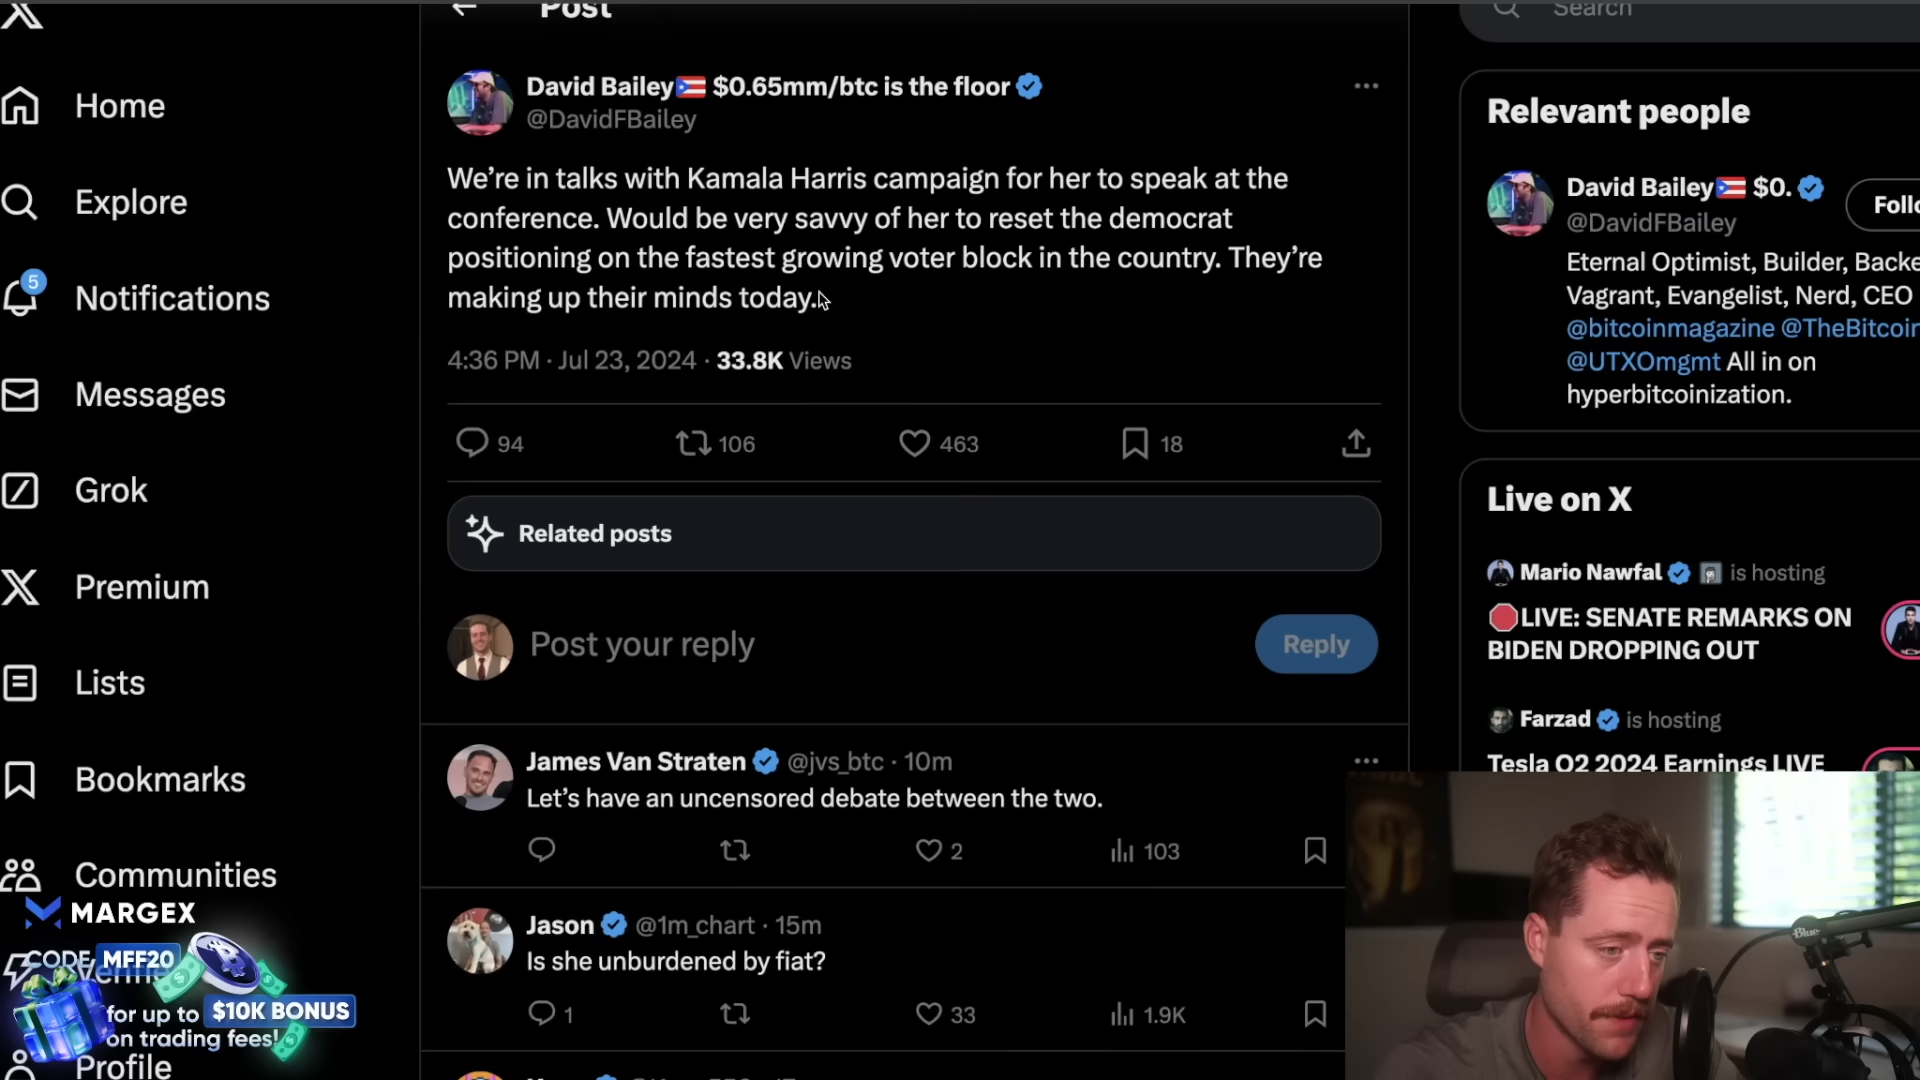 Post
Search
Home
Explore
5
Notifications
Messages
Grok
Premium
Lists
Bookmarks
Communities
Profile
MARGEX
CODE MFF20
for up to $10K BONUS
on trading fees!
David Bailey🇵🇷 $0.65mm/btc is the floor
@DavidFBailey
We’re in talks with Kamala Harris campaign for her to speak at the
conference. Would be very savvy of her to reset the democrat
positioning on the fastest growing voter block in the country. They’re
making up their minds today.
4:36 PM · Jul 23, 2024 · 33.8K Views
94 106 463 18
Related posts
Post your reply
Reply
James Van Straten @jvs_btc · 10m
Let’s have an uncensored debate between the two.
2 103
Jason @1m_chart · 15m
Is she unburdened by fiat?
1 33 1.9K
Relevant people
David Bailey🇵🇷 $0.
@DavidFBailey
Follo
Eternal Optimist, Builder, Backe
Vagrant, Evangelist, Nerd, CEO
@bitcoinmagazine @TheBitcoin
@UTXOmgmt All in on
hyperbitcoinization.
Live on X
Mario Nawfal is hosting
🛑LIVE: SENATE REMARKS ON
BIDEN DROPPING OUT
Farzad is hosting
Tesla Q2 2024 Earnings LIVE
Blue